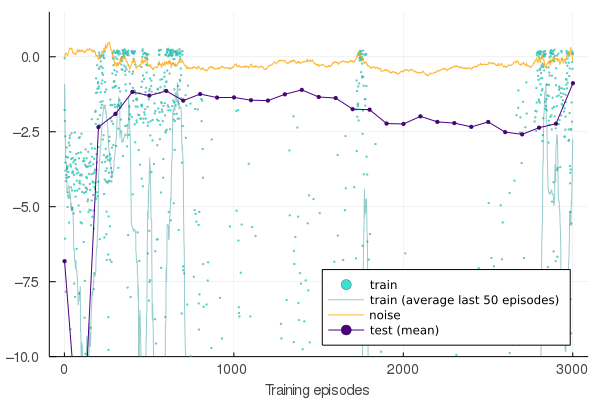 0.0
−2.5
−5.0
−7.5
−10.0
0
1000
2000
3000
Training episodes
train
train (average last 50 episodes)
noise
test (mean)